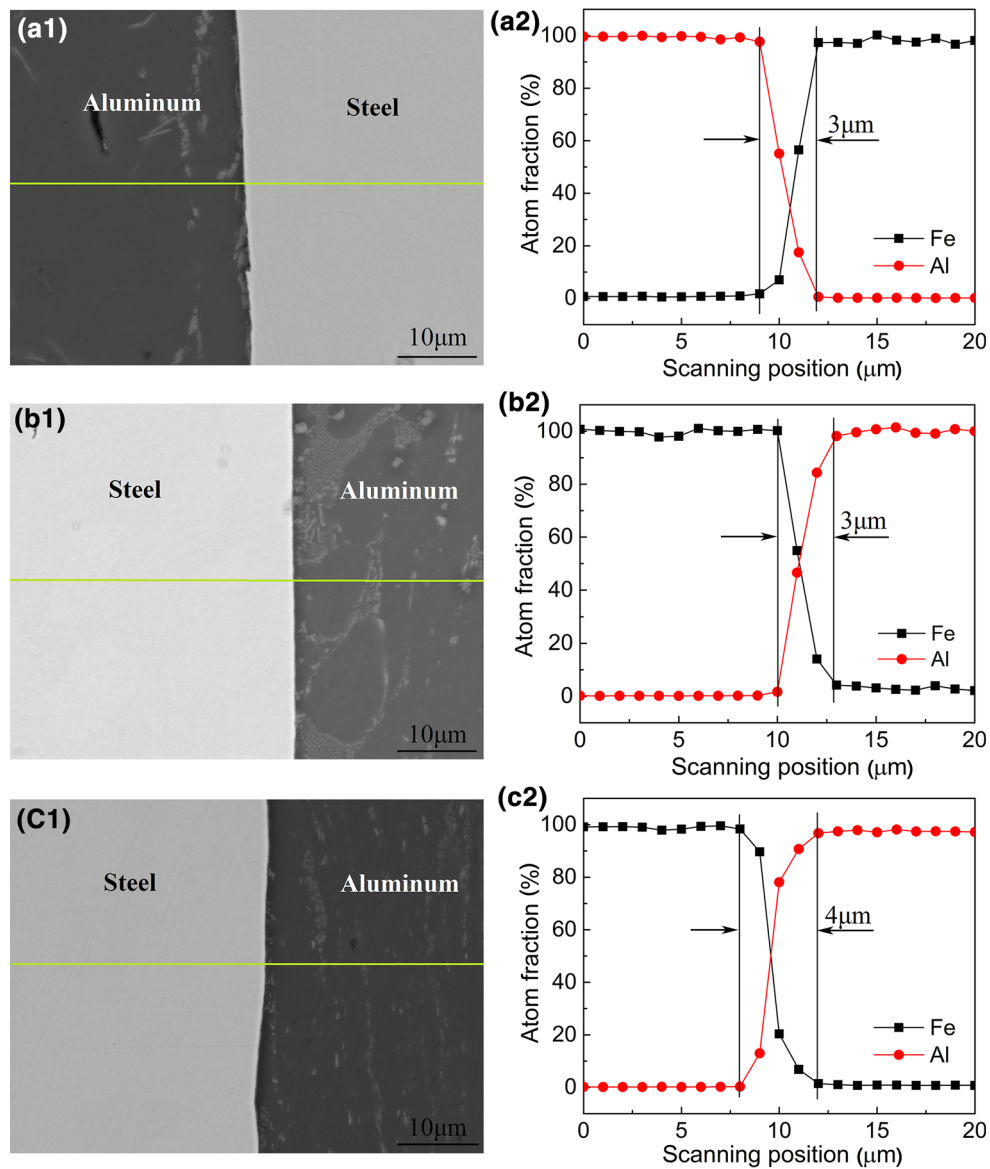 (a1)
Aluminum
Steel
10μm
(a2)
Atom fraction (%)
100
80
60
40
20
0
3μm
Fe
Al
0 5 10 15 20
Scanning position (μm)
(b1)
Steel
Aluminum
10μm
(b2)
Atom fraction (%)
100
80
60
40
20
0
3μm
Fe
Al
0 5 10 15 20
Scanning position (μm)
(C1)
Steel
Aluminum
10μm
(c2)
Atom fraction (%)
100
80
60
40
20
0
4μm
Fe
Al
0 5 10 15 20
Scanning position (μm)